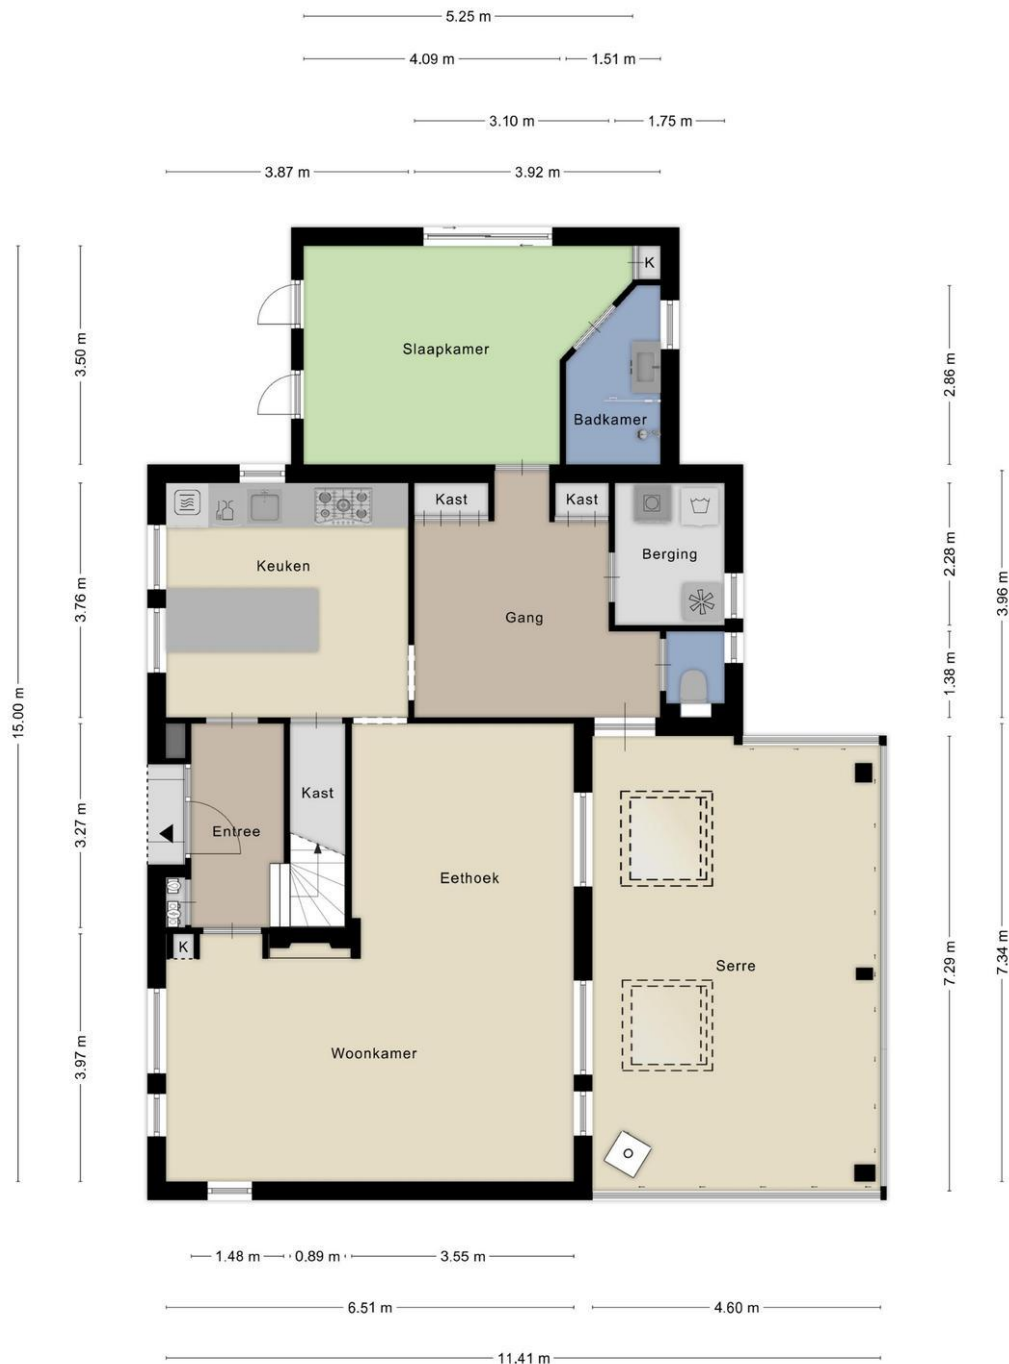 5.25 m
4.09 m
1.51 m
3.10 m
1.75 m
3.87 m
3.92 m
K
Slaapkamer
3.50 m
2.86 m
Badkamer
15.00 m
Kast
Kast
Berging
Keuken
2.28 m
3.76 m
3.96 m
Gang
1.38 m
Kast
3.27 m
Entree
Eethoek
K
Serre
7.29 m
7.34 m
Woonkamer
3.97 m
1.48 m
0.89 m
3.55 m
6.51 m
4.60 m
11.41 m